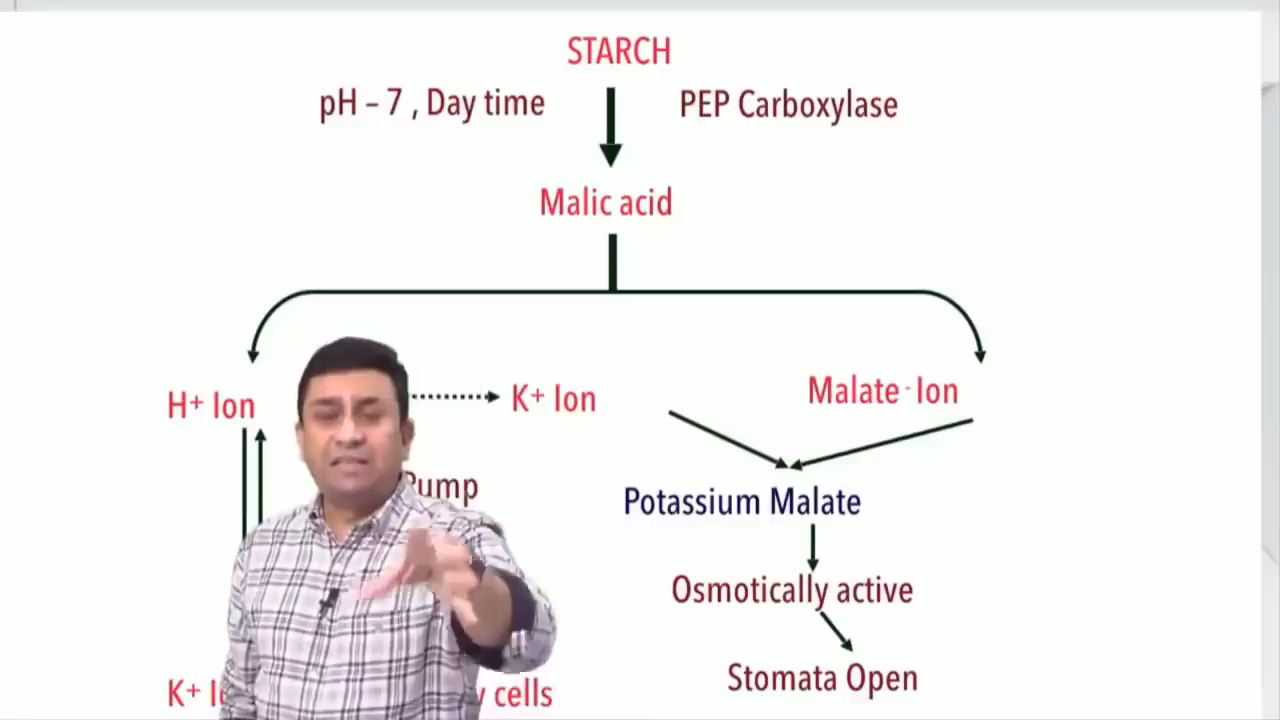 STARCH
pH – 7 , Day time
PEP Carboxylase
Malic acid
H+ Ion
K+ Ion
Malate - Ion
Pump
Potassium Malate
Osmotically active
Stomata Open
K+
cells